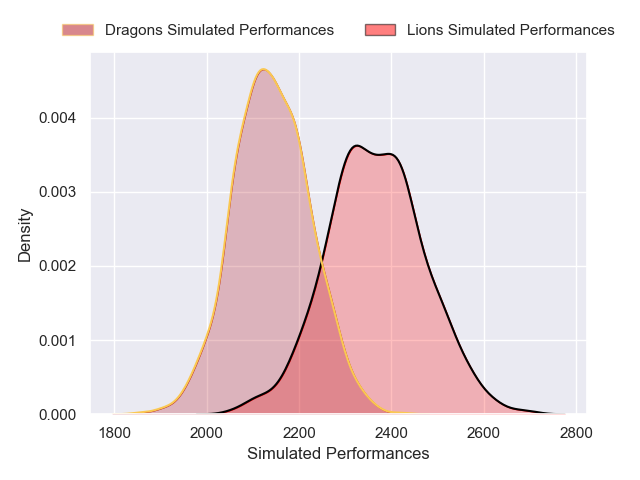 Dragons Simulated Performances Lions Simulated Performances
0.004
0.003
0.002
0.001
0.000
Density
1800 2000 2200 2400 2600 2800
Simulated Performances